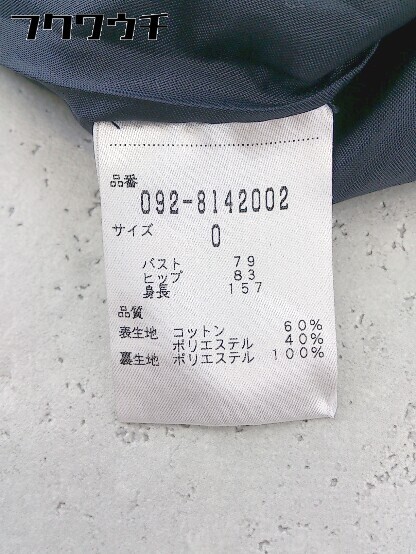 フクウウチ
品番
092-8142002
サイズ 0
バスト 79
ヒップ 83
身長 157
品質
表生地 コットン 60%
ポリエステル 40%
裏生地 ポリエステル 100%